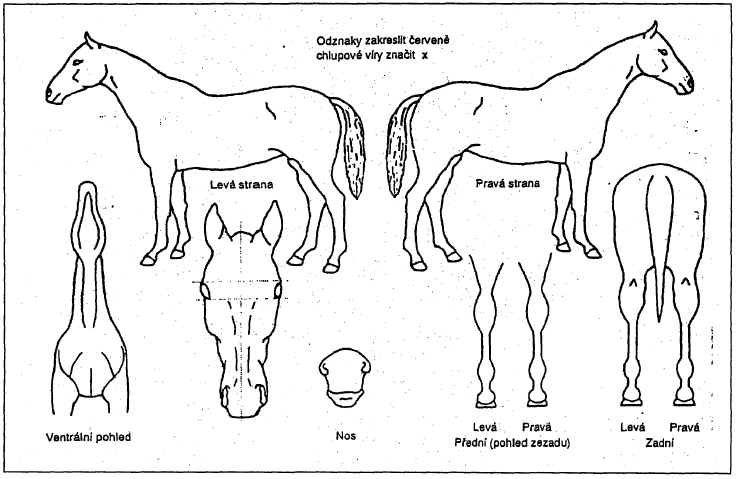 Odznaky zakreslit červeně
chlupové víry značit x
Levá strana
Pravá strana
Ventrální pohled
Nos
Levá Pravá
Přední (pohled zezadu)
Levá Pravá
Zadní